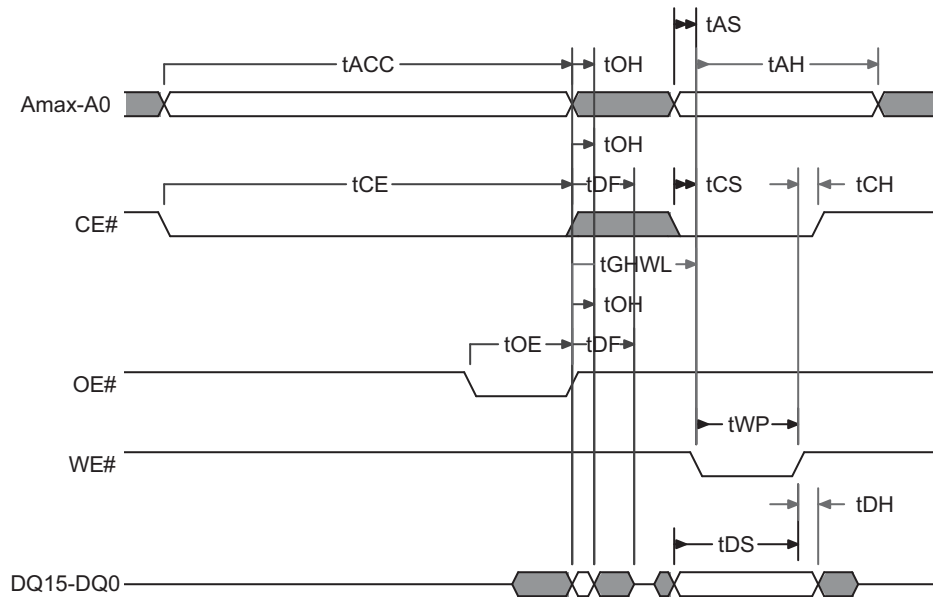 tAS
tACC tOH tAH
Amax-A0
tOH
tCE tDF tCS tCH
CE#
tGHWL
tOH
tOE tDF
OE#
tWP
WE#
tDH
tDS
DQ15-DQ0